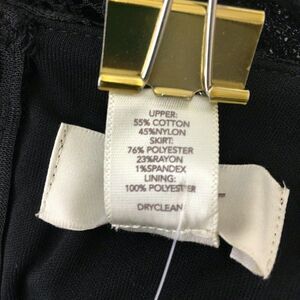 UPPER:
55% COTTON
45%NYLON
SKIRT:
76% POLYESTER
23%RAYON
1%SPANDEX
LINING:
100% POLYESTER
DRYCLEAN